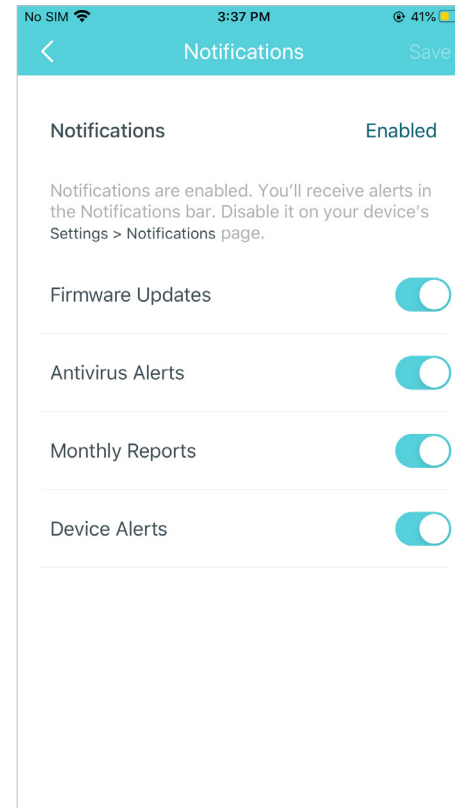 No SIM 3:37 PM 41%
Notifications Save
Notifications Enabled
Notifications are enabled. You'll receive alerts in
the Notifications bar. Disable it on your device's
Settings > Notifications page.
Firmware Updates
Antivirus Alerts
Monthly Reports
Device Alerts